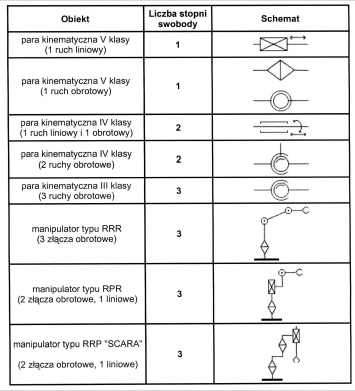 Obiekt
Liczba stopni
swobody
Schemat
para kinematyczna V klasy
(1 ruch liniowy)
1
para kinematyczna V klasy
(1 ruch obrotowy)
1
para kinematyczna IV klasy
(1 ruch liniowy i 1 obrotowy)
2
para kinematyczna IV klasy
(2 ruchy obrotowe)
2
para kinematyczna III klasy
(3 ruchy obrotowe)
3
manipulator typu RRR
(3 złącza obrotowe)
3
manipulator typu RPR
(2 złącza obrotowe, 1 liniowe)
3
manipulator typu RRP "SCARA"
(2 złącza obrotowe, 1 liniowe)
3